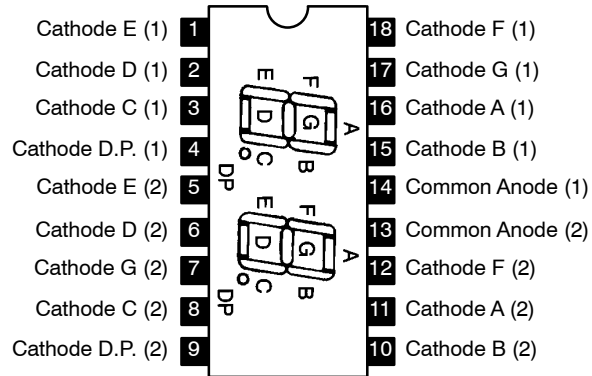 Cathode E (1) 1 18 Cathode F (1)
Cathode D (1) 2 17 Cathode G (1)
Cathode C (1) 3 16 Cathode A (1)
Cathode D.P. (1) 4 15 Cathode B (1)
Cathode E (2) 5 14 Common Anode (1)
Cathode D (2) 6 13 Common Anode (2)
Cathode G (2) 7 12 Cathode F (2)
Cathode C (2) 8 11 Cathode A (2)
Cathode D.P. (2) 9 10 Cathode B (2)
E F
D G A
C B
DP
E F
D G A
C B
DP